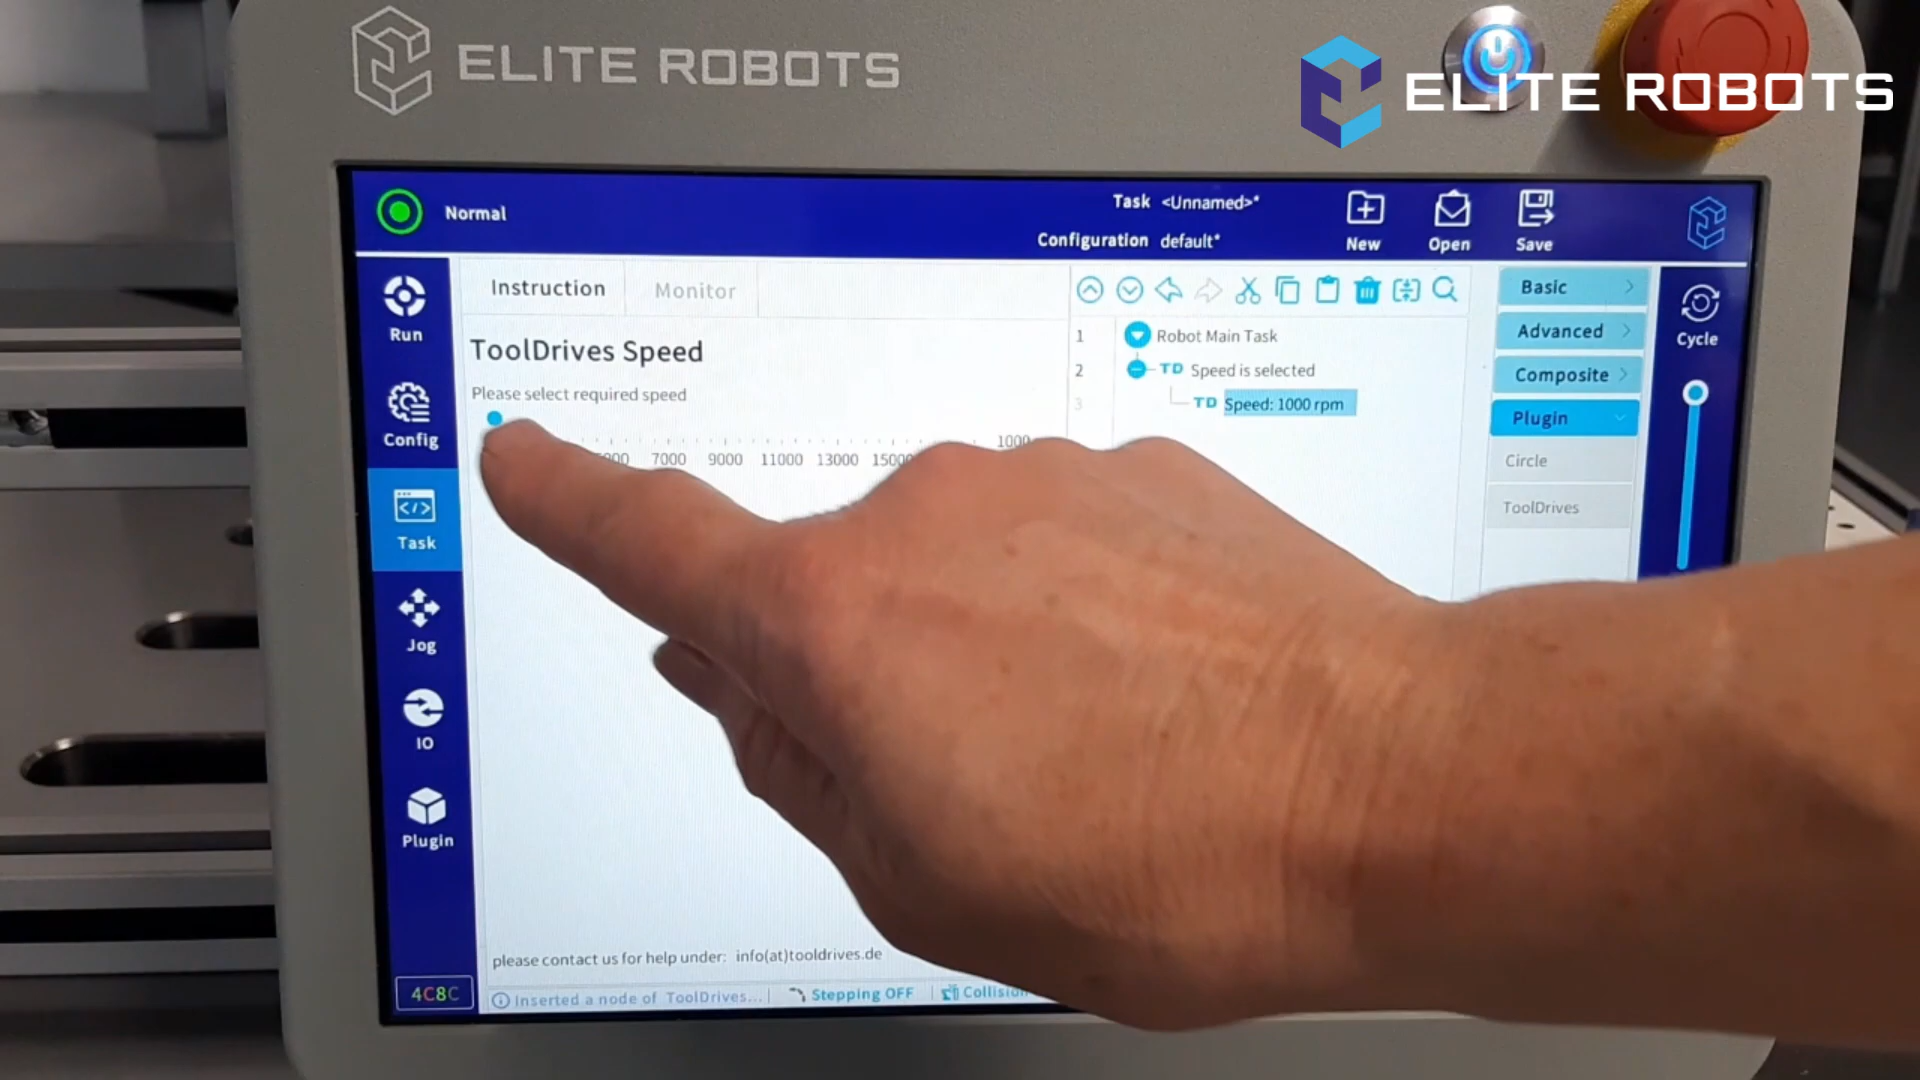 ELITE ROBOTS
ELITE ROBOTS
Normal
Task <Unnamed>*
Configuration default*
New
Open
Save
Run
Config
Task
Jog
IO
Plugin
4C8C
Instruction
Monitor
ToolDrives Speed
Please select required speed
1000
7000 9000 11000 13000
please contact us for help under: info(at)tooldrives.de
Inserted a node of ToolDrives...
Stepping OFF
1 Robot Main Task
2 TD Speed is selected
3 TD Speed: 1000 rpm
Basic
Advanced
Composite
Plugin
Circle
ToolDrives
Cycle